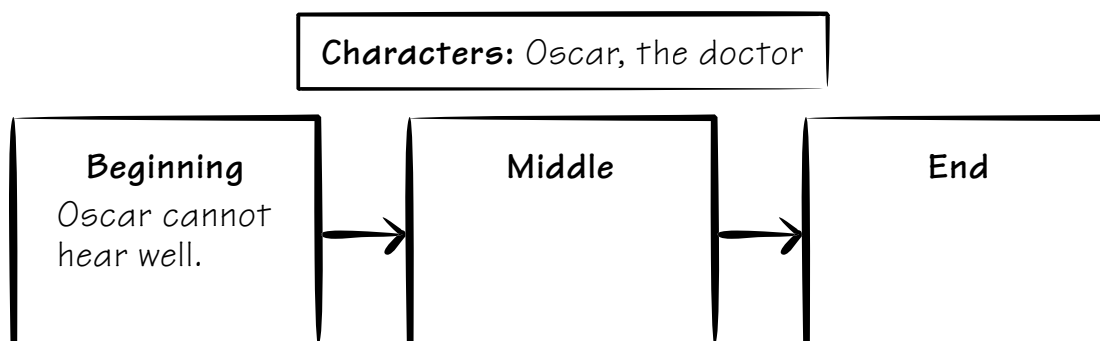 Characters: Oscar, the doctor
Beginning
Oscar cannot
hear well.
Middle
End